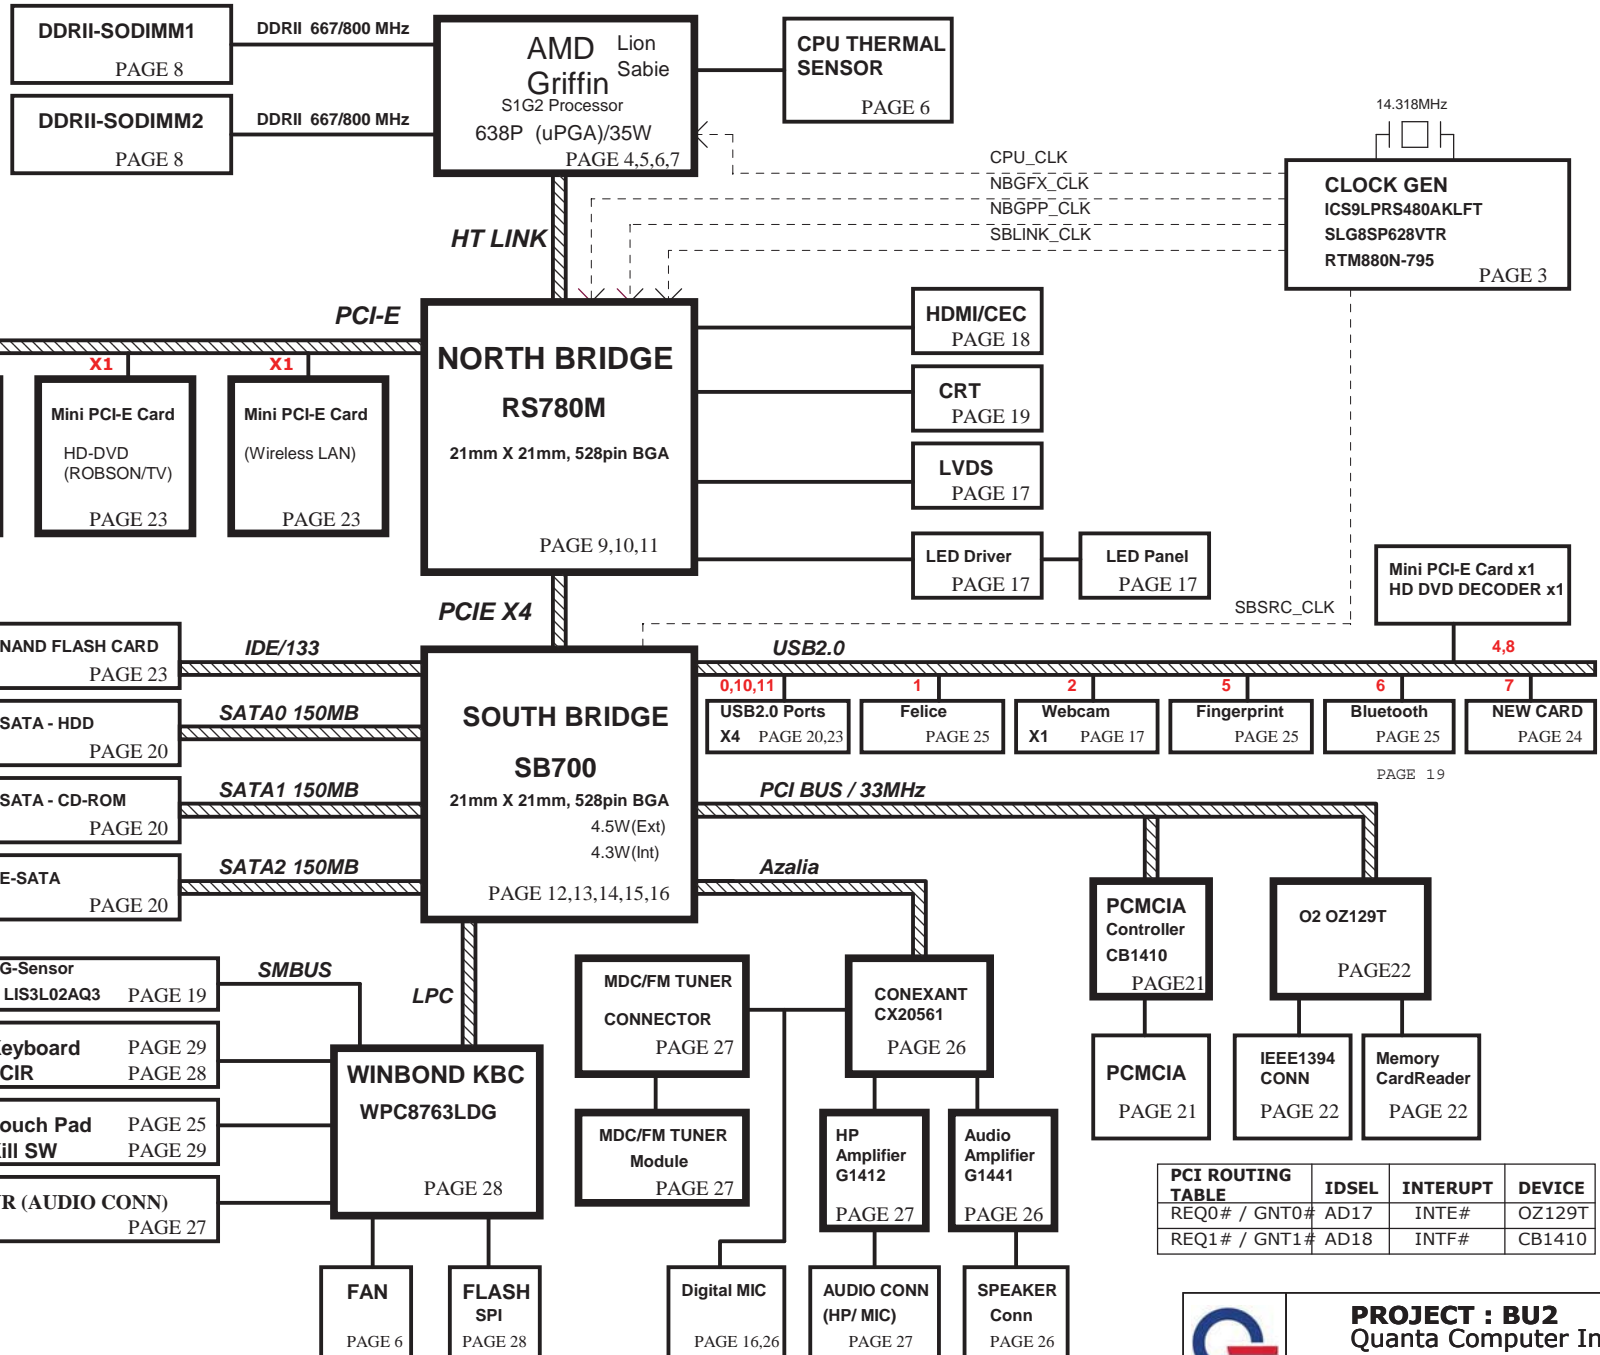 DDRII-SODIMM1
PAGE 8
DDRII 667/800 MHz
AMD
Griffin
Lion
Sabie
S1G2 Processor
638P (uPGA)/35W
PAGE 4,5,6,7
CPU THERMAL
SENSOR
PAGE 6
DDRII-SODIMM2
PAGE 8
DDRII 667/800 MHz
14.318MHz
CPU_CLK
NBGFX_CLK
NBGPP_CLK
SBLINK_CLK
CLOCK GEN
ICS9LPRS480AKLFT
SLG8SP628VTR
RTM880N-795
PAGE 3
HT LINK
PCI-E
X1
X1
Mini PCI-E Card
HD-DVD
(ROBSON/TV)
PAGE 23
Mini PCI-E Card
(Wireless LAN)
PAGE 23
NORTH BRIDGE
RS780M
21mm X 21mm, 528pin BGA
PAGE 9,10,11
HDMI/CEC
PAGE 18
CRT
PAGE 19
LVDS
PAGE 17
LED Driver
PAGE 17
LED Panel
PAGE 17
Mini PCI-E Card x1
HD DVD DECODER x1
SBSRC_CLK
PCIE X4
NAND FLASH CARD
PAGE 23
IDE/133
SATA - HDD
PAGE 20
SATA0 150MB
SATA - CD-ROM
PAGE 20
SATA1 150MB
E-SATA
PAGE 20
SATA2 150MB
SOUTH BRIDGE
SB700
21mm X 21mm, 528pin BGA
4.5W(Ext)
4.3W(Int)
PAGE 12,13,14,15,16
USB2.0
4,8
0,10,11
1
2
5
6
7
USB2.0 Ports
X4 PAGE 20,23
Felice
PAGE 25
Webcam
X1 PAGE 17
Fingerprint
PAGE 25
Bluetooth
PAGE 25
NEW CARD
PAGE 24
PAGE 19
PCI BUS / 33MHz
Azalia
PCMCIA
Controller
CB1410
PAGE21
O2 OZ129T
PAGE22
PCMCIA
PAGE 21
IEEE1394
CONN
PAGE 22
Memory
CardReader
PAGE 22
G-Sensor
LIS3L02AQ3 PAGE 19
SMBUS
LPC
eyboard PAGE 29
CIR PAGE 28
ouch Pad PAGE 25
ill SW PAGE 29
R (AUDIO CONN)
PAGE 27
WINBOND KBC
WPC8763LDG
PAGE 28
FAN
PAGE 6
FLASH
SPI
PAGE 28
MDC/FM TUNER
CONNECTOR
PAGE 27
MDC/FM TUNER
Module
PAGE 27
CONEXANT
CX20561
PAGE 26
HP
Amplifier
G1412
PAGE 27
Audio
Amplifier
G1441
PAGE 26
Digital MIC
PAGE 16,26
AUDIO CONN
(HP/ MIC)
PAGE 27
SPEAKER
Conn
PAGE 26
PCI ROUTING
TABLE IDSEL INTERUPT DEVICE
REQ0# / GNT0# AD17 INTE# OZ129T
REQ1# / GNT1# AD18 INTF# CB1410
PROJECT : BU2
Quanta Computer In